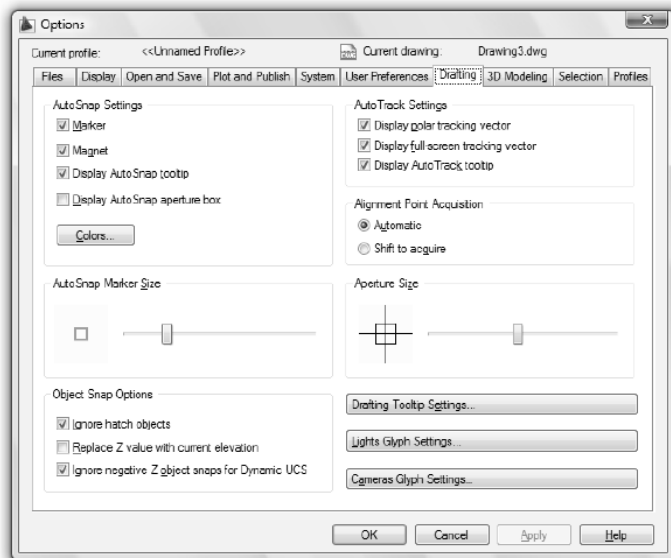 Options
Current profile: <<Unnamed Profile>> Current drawing: Drawing3.dwg
Files Display Open and Save Plot and Publish System User Preferences Drafting 3D Modeling Selection Profiles
AutoSnap Settings
Marker
Magnet
Display AutoSnap tooltip
Display AutoSnap aperture box
Colors...
AutoTrack Settings
Display polar tracking vector
Display full-screen tracking vector
Display AutoTrack tooltip
Alignment Point Acquisition
Automatic
Shift to acquire
AutoSnap Marker Size
Aperture Size
Object Snap Options
Ignore hatch objects
Replace Z value with current elevation
Ignore negative Z object snaps for Dynamic UCS
Drafting Tooltip Settings...
Lights Glyph Settings...
Cameras Glyph Settings...
OK Cancel Apply Help